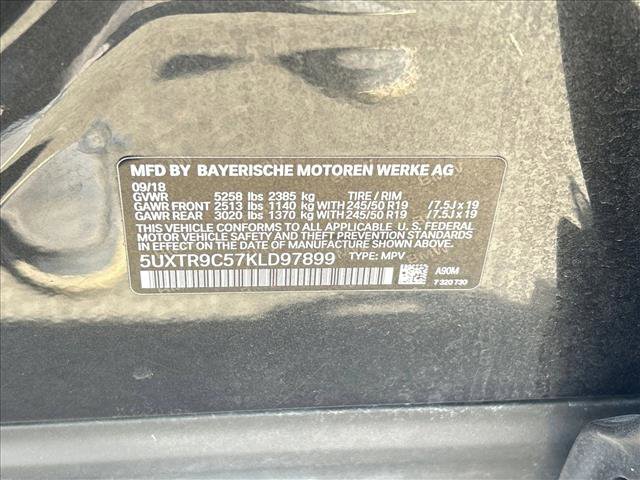 MFD BY BAYERISCHE MOTOREN WERKE AG
09/18
GVWR 5258 lbs 2385 kg TIRE / RIM
GAWR FRONT 2513 lbs 1140 kg WITH 245/50 R19 /7.5J x 19
GAWR REAR 3020 lbs 1370 kg WITH 245/50 R19 /7.5J x 19
THIS VEHICLE CONFORMS TO ALL APPLICABLE U.S. FEDERAL
MOTOR VEHICLE SAFETY, BUMPER, AND THEFT PREVENTION
STANDARDS IN EFFECT ON THE DATE OF MANUFACTURE SHOWN ABOVE.
5UXTR9C57KLD97899 TYPE: MPV
A90M
7 320 730